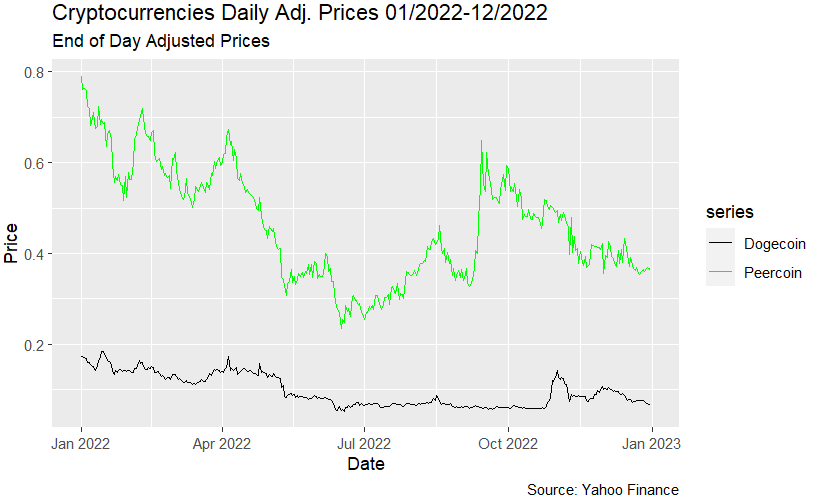 Cryptocurrencies Daily Adj. Prices 01/2022-12/2022
End of Day Adjusted Prices
0.8
0.6
0.4
0.2
Price
Jan 2022
Apr 2022
Jul 2022
Oct 2022
Jan 2023
Date
series
Dogecoin
Peercoin
Source: Yahoo Finance